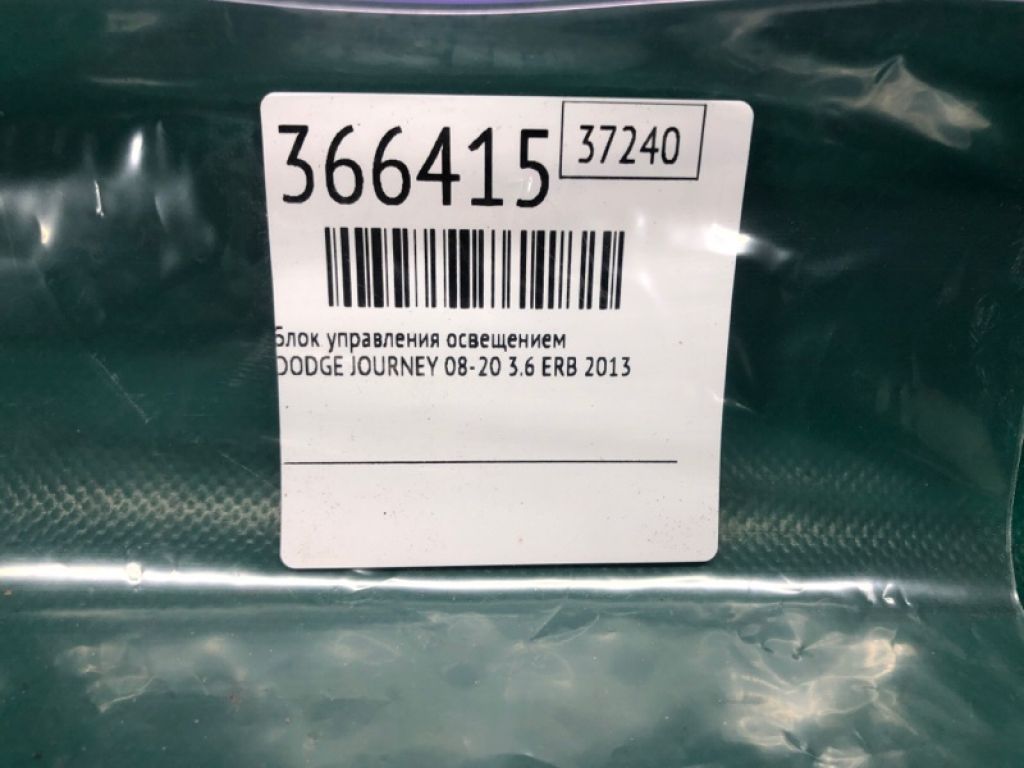 366415
37240
Блок управления освещением
DODGE JOURNEY 08-20 3.6 ERB 2013